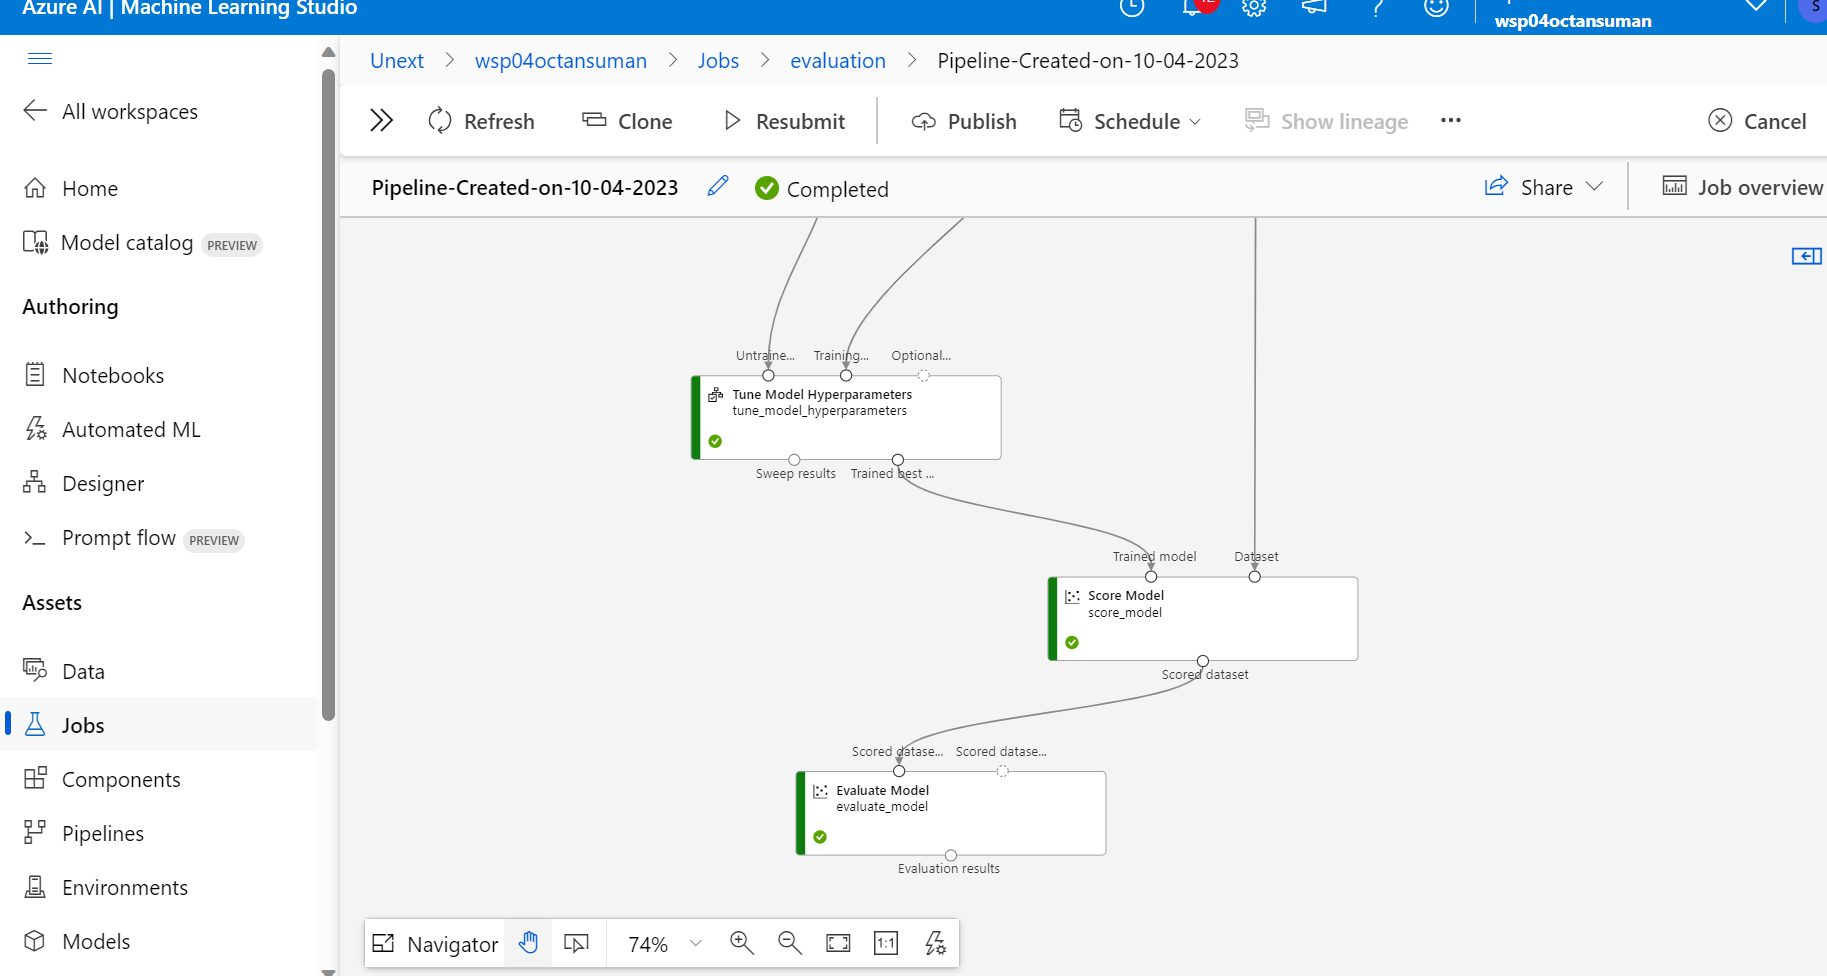 Azure AI | Machine Learning Studio
wsp04octansuman
S
All workspaces
Home
Model catalog PREVIEW
Authoring
Notebooks
Automated ML
Designer
Prompt flow PREVIEW
Assets
Data
Jobs
Components
Pipelines
Environments
Models
Unext > wsp04octansuman > Jobs > evaluation > Pipeline-Created-on-10-04-2023
Refresh Clone Resubmit Publish Schedule Show lineage ... Cancel
Pipeline-Created-on-10-04-2023 Completed Share Job overview
Untraine... Training... Optional...
Tune Model Hyperparameters
tune_model_hyperparameters
Sweep results Trained best ...
Trained model Dataset
Score Model
score_model
Scored dataset
Scored datase... Scored datase...
Evaluate Model
evaluate_model
Evaluation results
Navigator 74% 1:1